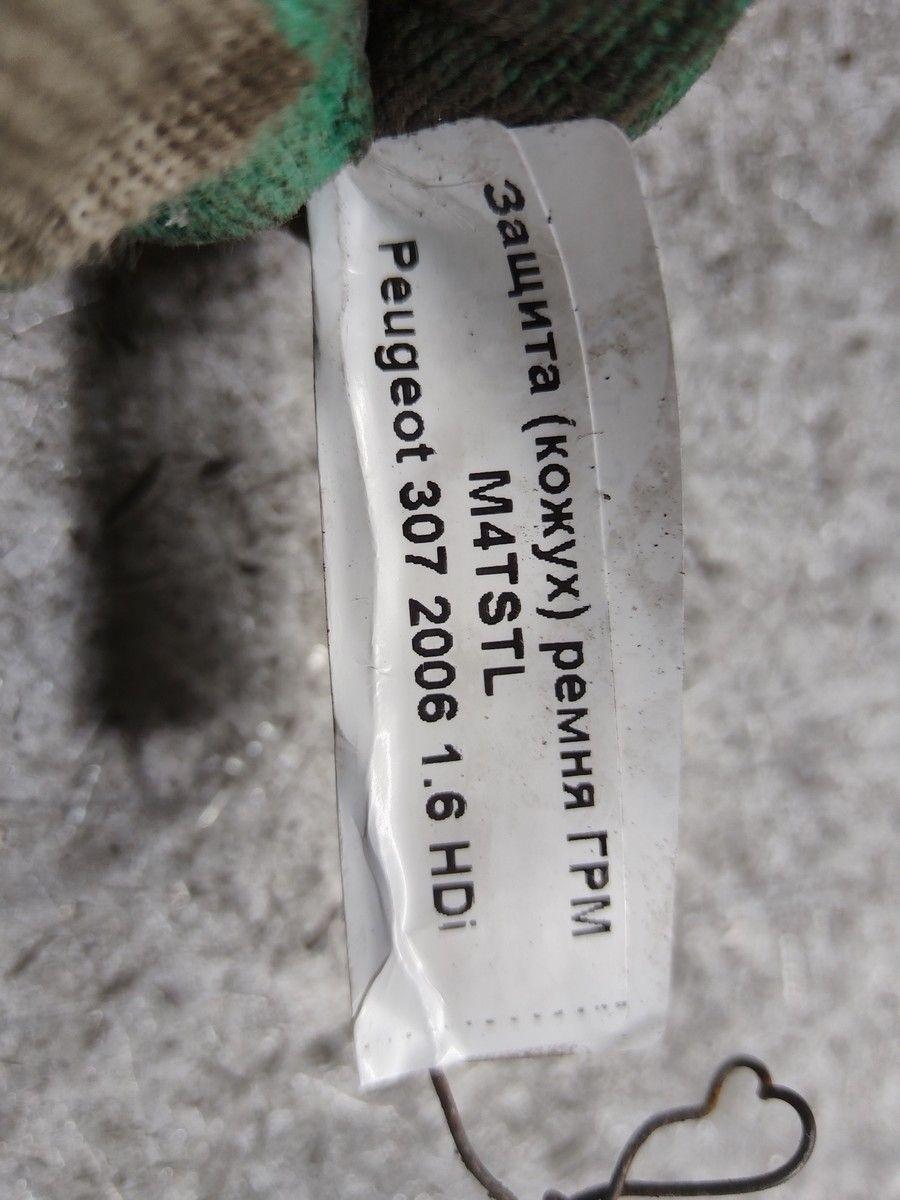 Защита (кожух) ремня ГРМ
M4TSTL
Peugeot 307 2006 1.6 HDi